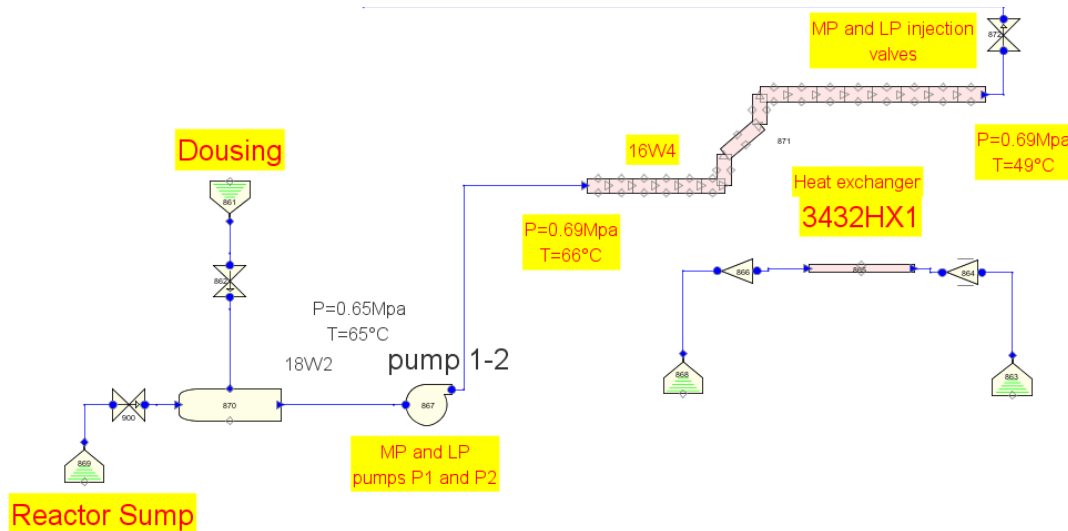 MP and LP injection
valves
872
P=0.69Mpa
T=49°C
871
16W4
Dousing
861
Heat exchanger
3432HX1
P=0.69Mpa
T=66°C
862
866
865
864
P=0.65Mpa
T=65°C
18W2
pump 1-2
868
863
900
870
867
MP and LP
pumps P1 and P2
869
Reactor Sump